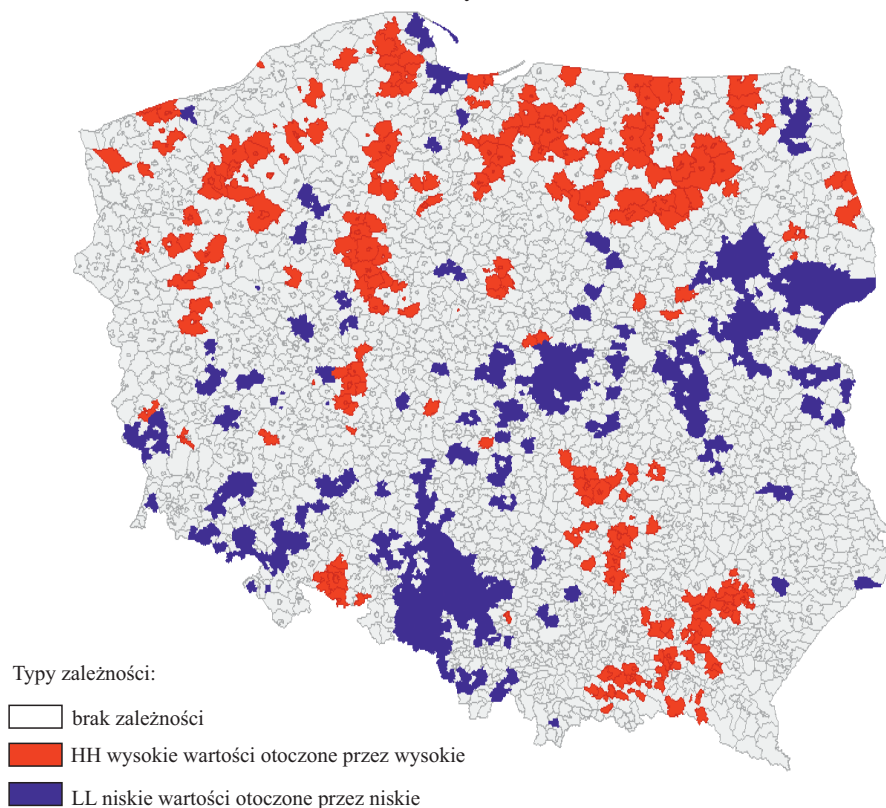 Typy zależności:
brak zależności
HH wysokie wartości otoczone przez wysokie
LL niskie wartości otoczone przez niskie